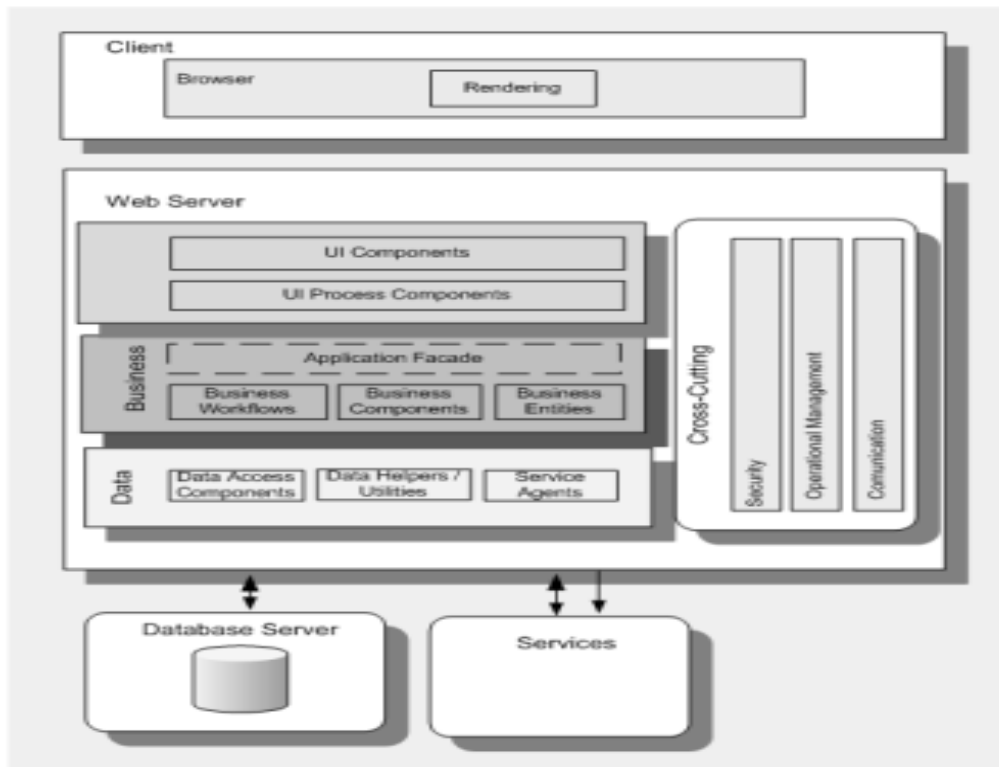 Client
Browser
Rendering
Web Server
UI Components
UI Process Components
Business
Application Facade
Business
Workflows
Business
Components
Business
Entities
Data
Data Access
Components
Data Helpers /
Utilities
Service
Agents
Cross-Cutting
Security
Operational Management
Comunication
Database Server
Services